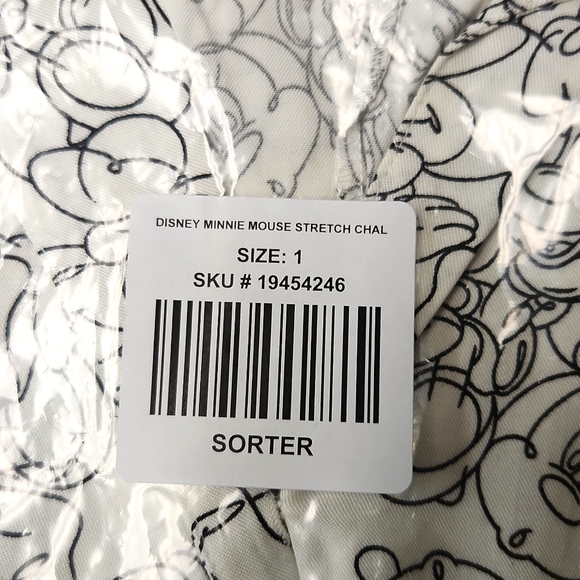 DISNEY MINNIE MOUSE STRETCH CHAL
SIZE: 1
SKU # 19454246
SORTER